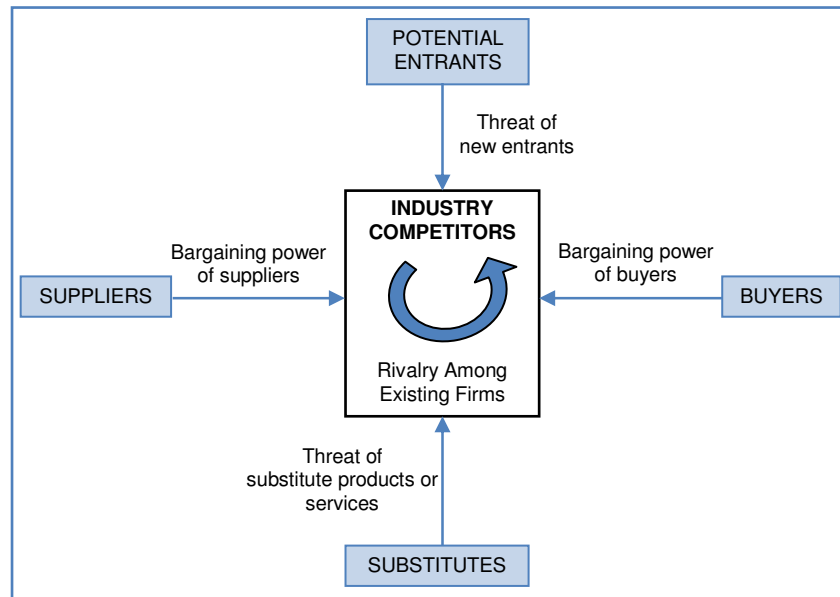 POTENTIAL
ENTRANTS
Threat of
new entrants
INDUSTRY
COMPETITORS
Bargaining power
of suppliers
Bargaining power
of buyers
SUPPLIERS
BUYERS
Rivalry Among
Existing Firms
Threat of
substitute products or
services
SUBSTITUTES